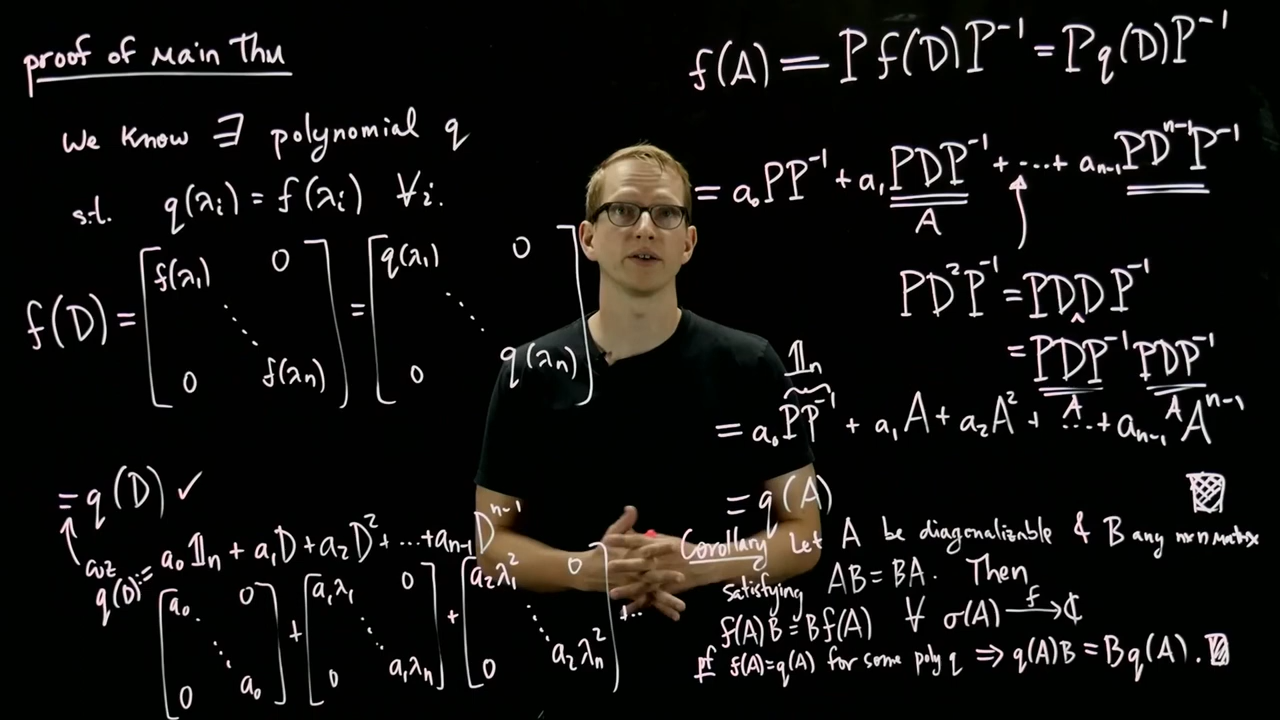 proof of Main Thm
We know ∃ polynomial q
s.t. q(λi) = f(λi) ∀i.
f(D) = [f(λ1) 0 ⋱ 0 f(λn)] = [q(λ1) 0 ⋱ 0 q(λn)]
= q(D) ✓
q(D) := a0 𝟙n + a1D + a2D² + ... + an-1 D^{n-1}
[a0 0 ⋱ 0 a0] + [a1λ1 0 ⋱ 0 a1λn] + [a2λ1² 0 ⋱ 0 a2λn²] + ...
f(A) = P f(D) P⁻¹ = P q(D) P⁻¹
= a0 PP⁻¹ + a1 PDP⁻¹ + ... + an-1 PD^{n-1}P⁻¹
A
PD²P⁻¹ = PDDP⁻¹
= PDP⁻¹ PDP⁻¹
A A
𝟙n
= a0 PP⁻¹ + a1 A + a2 A² + ... + an-1 A^{n-1}
= q(A)
Corollary Let A be diagonalizable & B any n×n matrix
satisfying AB = BA. Then
f(A)B = Bf(A) ∀ σ(A) —f→ ℂ
pf f(A) = q(A) for some poly q ⇒ q(A)B = Bq(A).